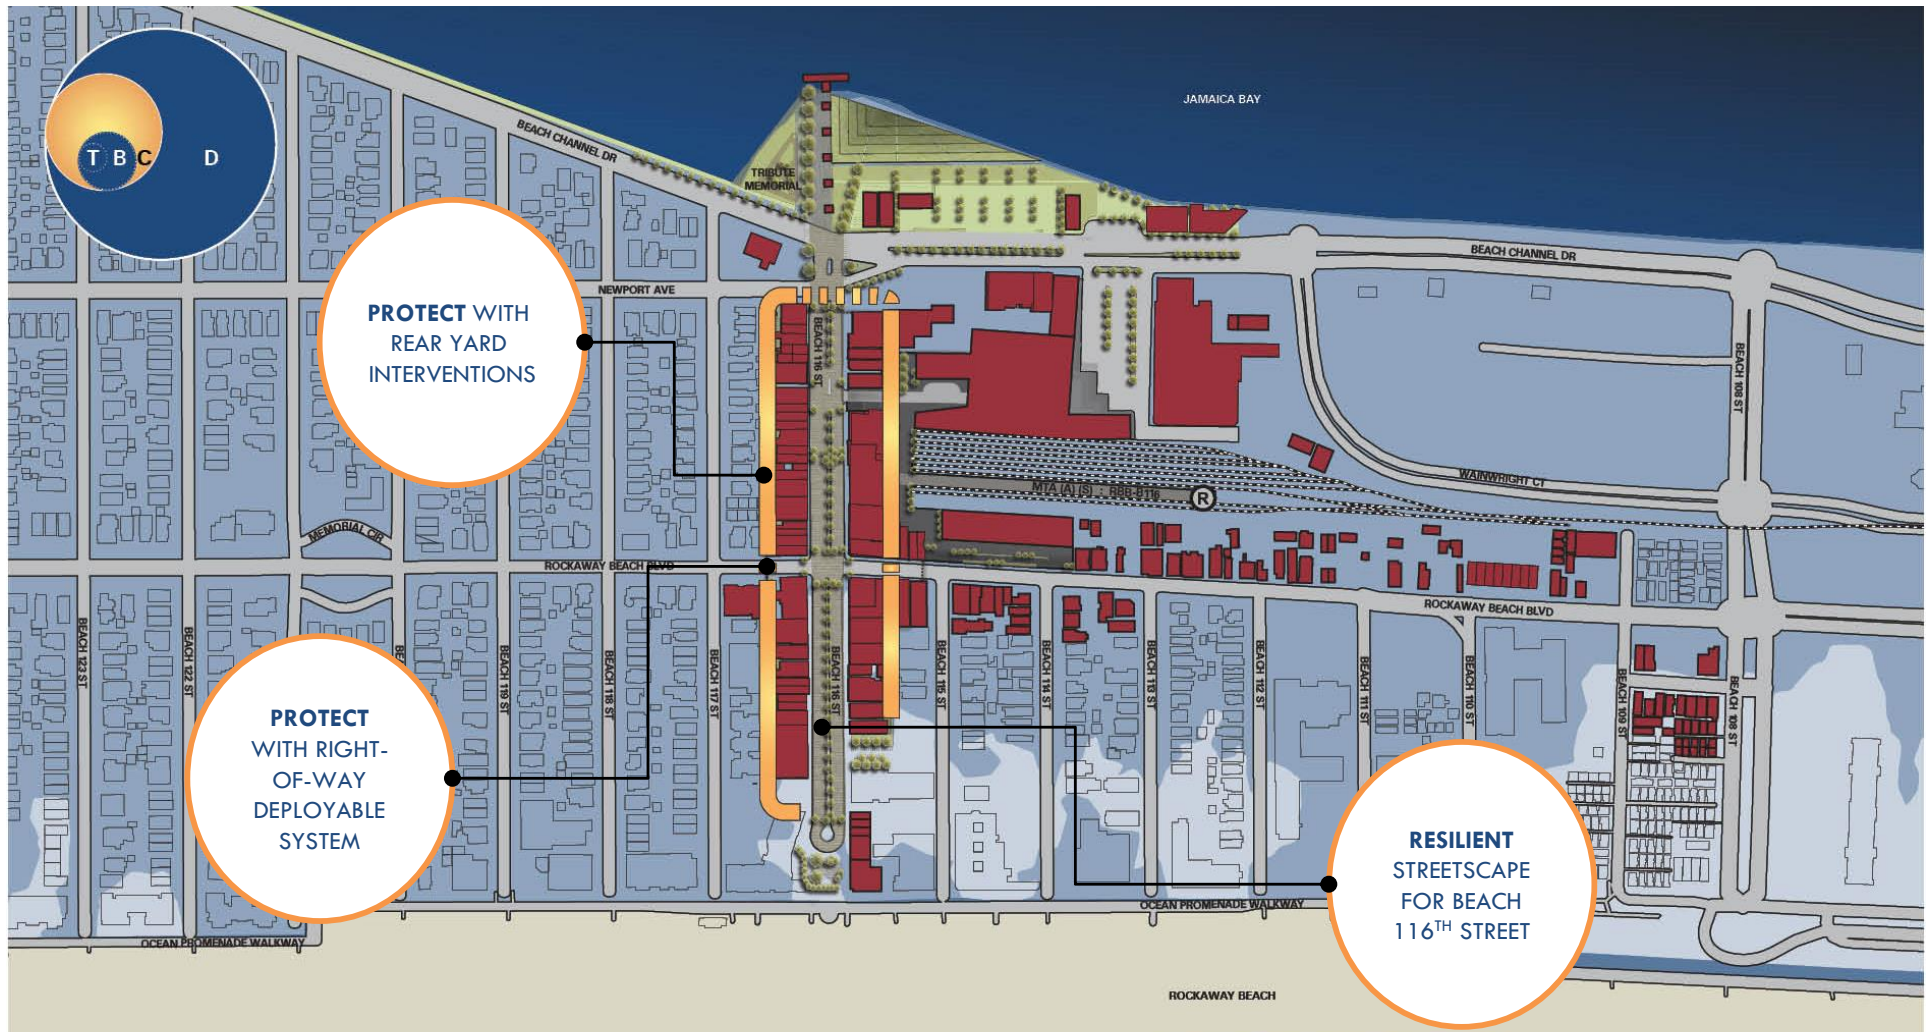 JAMAICA BAY
BEACH CHANNEL DR
T B C D
TRIBUTE
MEMORIAL
BEACH CHANNEL DR
NEWPORT AVE
PROTECT WITH
REAR YARD
INTERVENTIONS
BEACH 116 ST
BEACH 108 ST
WAINWRIGHT CT
MTA (A) (S) : RBB-B116
R
MEMORIAL CIR
ROCKAWAY BEACH BLVD
ROCKAWAY BEACH BLVD
BEACH 123 ST
BEACH 122 ST
BEACH 119 ST
BEACH 118 ST
BEACH 117 ST
BEACH 116 ST
BEACH 115 ST
BEACH 114 ST
BEACH 113 ST
BEACH 112 ST
BEACH 111 ST
BEACH 110 ST
BEACH 109 ST
BEACH 108 ST
PROTECT
WITH RIGHT-
OF-WAY
DEPLOYABLE
SYSTEM
RESILIENT
STREETSCAPE
FOR BEACH
116TH STREET
OCEAN PROMENADE WALKWAY
OCEAN PROMENADE WALKWAY
ROCKAWAY BEACH